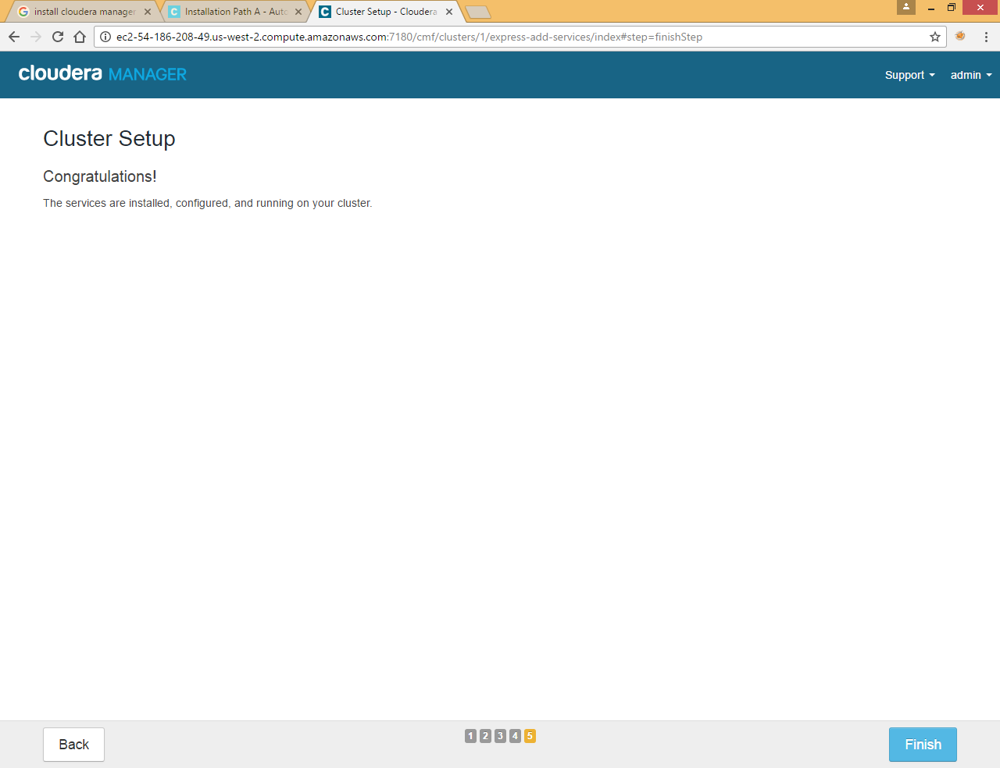 install cloudera manager
Installation Path A - Auto
Cluster Setup - Cloudera
ec2-54-186-208-49.us-west-2.compute.amazonaws.com:7180/cmf/clusters/1/express-add-services/index#step=finishStep
cloudera MANAGER
Support
admin
Cluster Setup
Congratulations!
The services are installed, configured, and running on your cluster.
Back
1 2 3 4 5
Finish